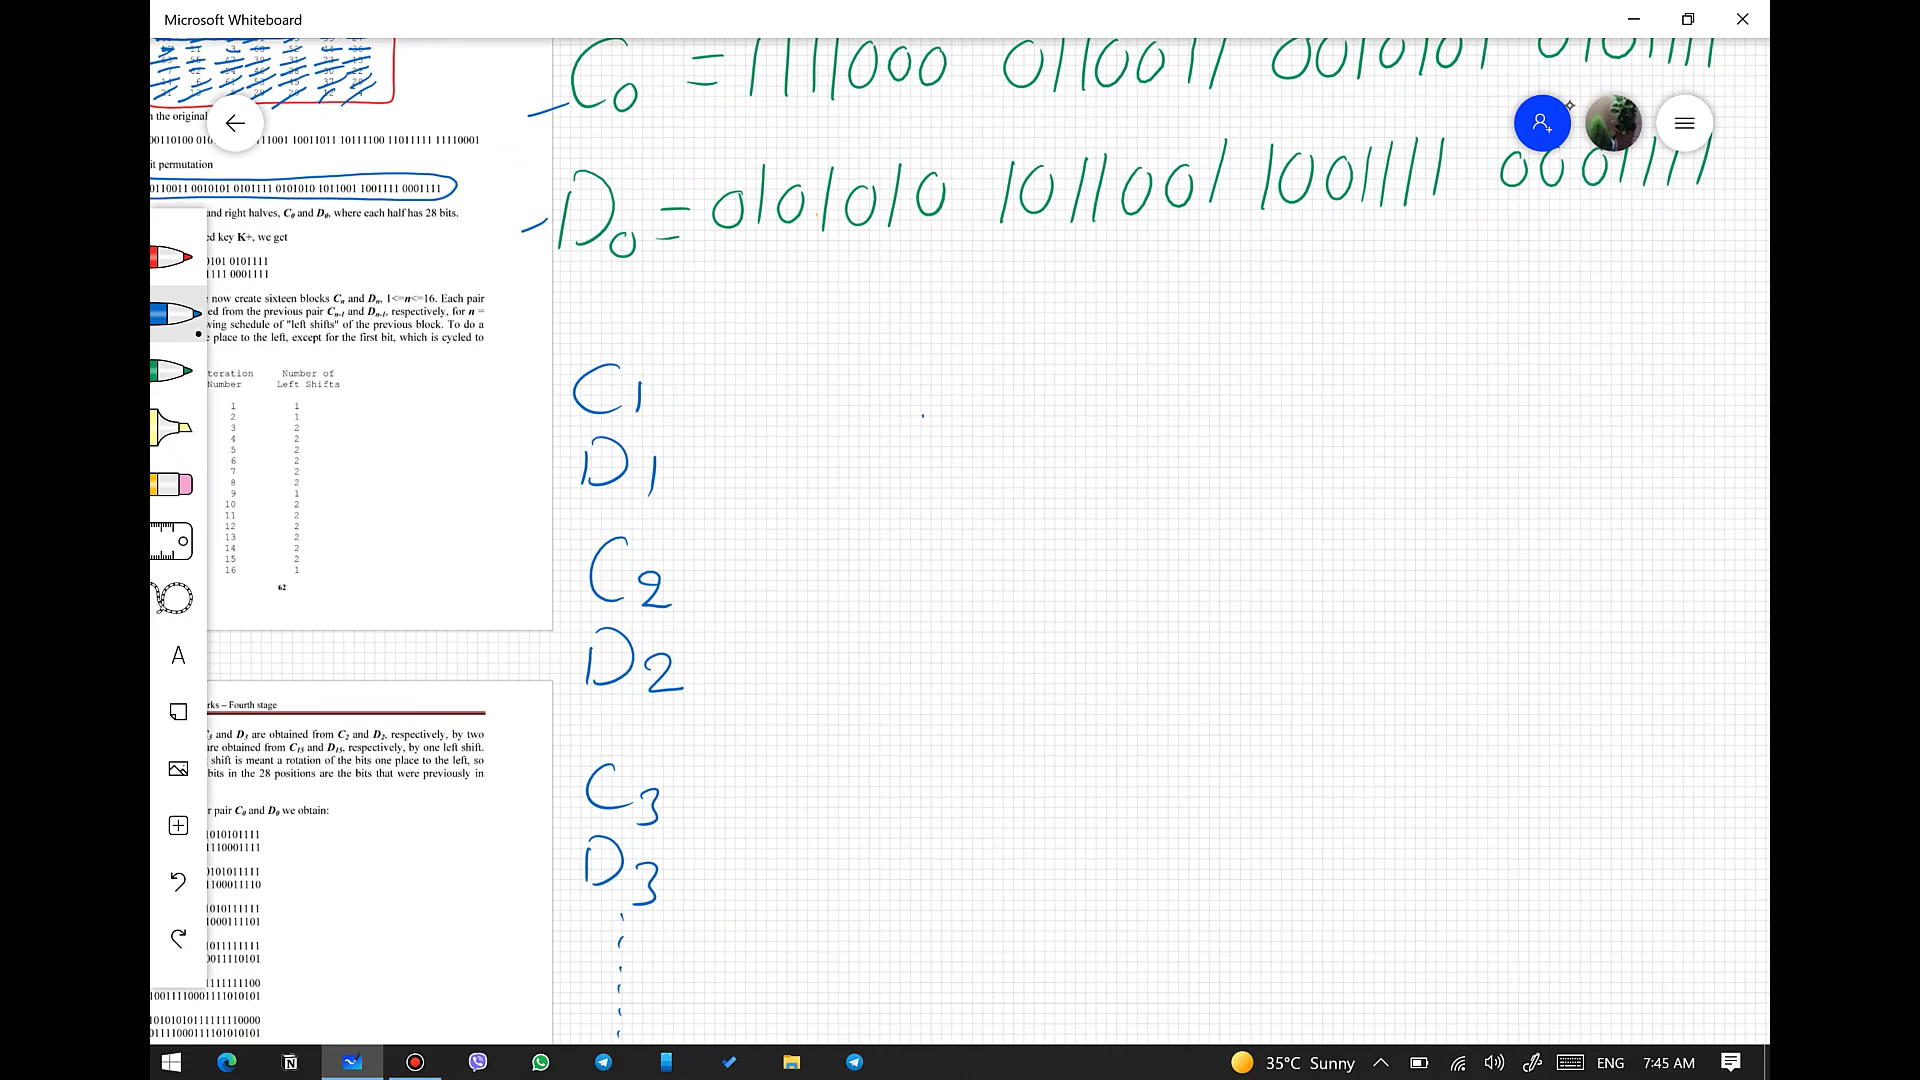 Microsoft Whiteboard
n the original
it permutation
0110011 0010101 0101111 0101010 1011001 1001111 0001111
and right halves, C0 and D0, where each half has 28 bits.
ed key K+, we get
0101 0101111
1111 0001111
now create sixteen blocks Cn and Dn, 1<=n<=16. Each pair
ed from the previous pair Cn-1 and Dn-1, respectively, for n =
wing schedule of "left shifts" of the previous block. To do a
place to the left, except for the first bit, which is cycled to
teration Number of
Number Left Shifts
1 1
2 1
3 2
4 2
5 2
6 2
7 2
8 2
9 1
10 2
11 2
12 2
13 2
14 2
15 2
16 1
62
rks – Fourth stage
3 and D3 are obtained from C2 and D2, respectively, by two
are obtained from C15 and D15, respectively, by one left shift.
shift is meant a rotation of the bits one place to the left, so
bits in the 28 positions are the bits that were previously in
r pair C0 and D0 we obtain:
1010101111
1110001111
0101011111
1100011110
1010111111
1000111101
1011111111
0011110101
1111111100
10011110001111010101
1010101011111111110000
0111100011110101010101
C0 = 1111000 0110011 0010101 0101111
D0 = 0101010 1011001 1001111 0001111
C1
D1
C2
D2
C3
D3
A
35°C Sunny
ENG
7:45 AM